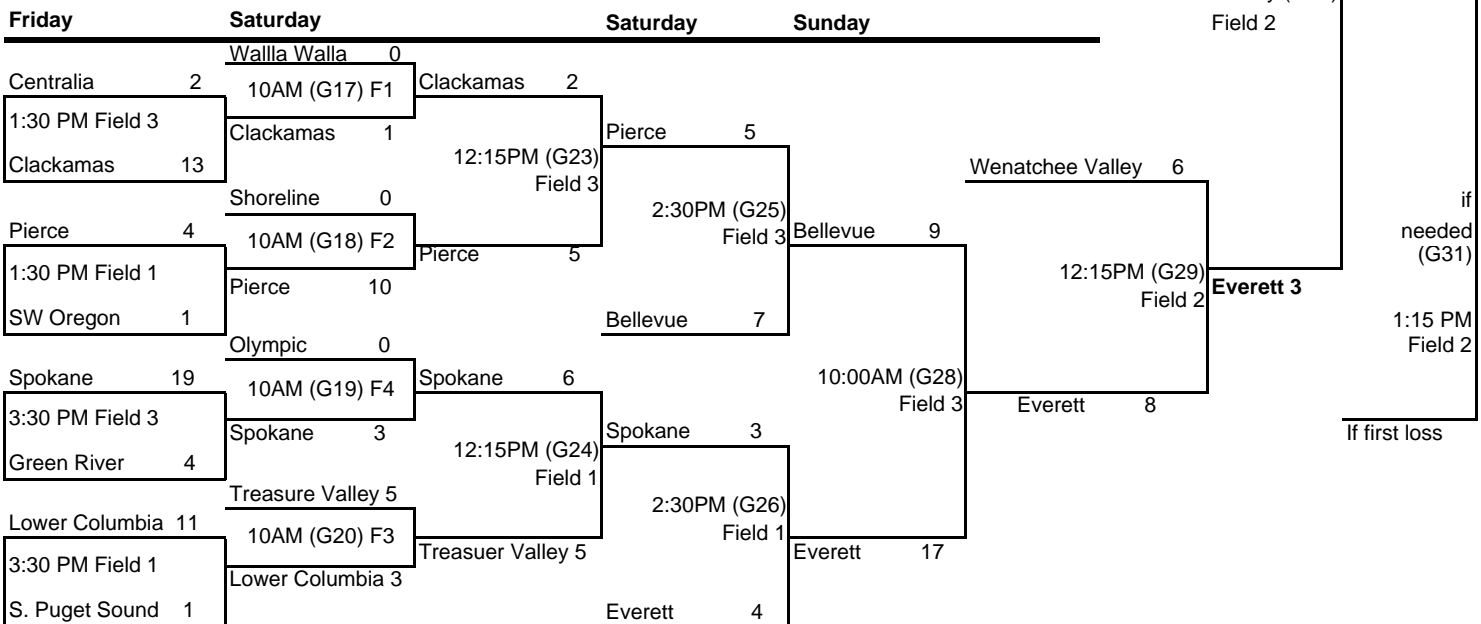 Friday
Saturday
Saturday
Sunday
Field 2
Wallla Walla 0
Centralia 2
10AM (G17) F1
Clackamas 2
1:30 PM Field 3
Clackamas 1
Pierce 5
Clackamas 13
12:15PM (G23)
Field 3
Wenatchee Valley 6
Shoreline 0
if
needed
(G31)
Pierce 4
10AM (G18) F2
2:30PM (G25)
Field 3
Bellevue 9
Pierce 5
1:30 PM Field 1
12:15PM (G29)
Field 2
Everett 3
Pierce 10
SW Oregon 1
Bellevue 7
1:15 PM
Field 2
Olympic 0
Spokane 19
10AM (G19) F4
Spokane 6
10:00AM (G28)
Field 3
Everett 8
3:30 PM Field 3
Spokane 3
Spokane 3
If first loss
Green River 4
12:15PM (G24)
Field 1
Treasure Valley 5
2:30PM (G26)
Field 1
Lower Columbia 11
10AM (G20) F3
Treasuer Valley 5
Everett 17
3:30 PM Field 1
Lower Columbia 3
S. Puget Sound 1
Everett 4